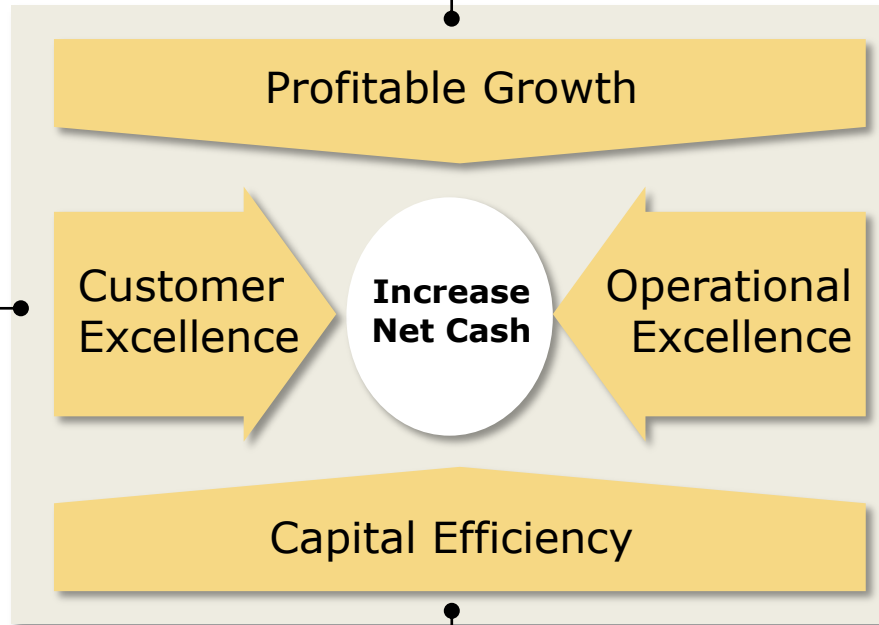 Profitable Growth
Customer
Excellence
Increase
Net Cash
Operational
Excellence
Capital Efficiency